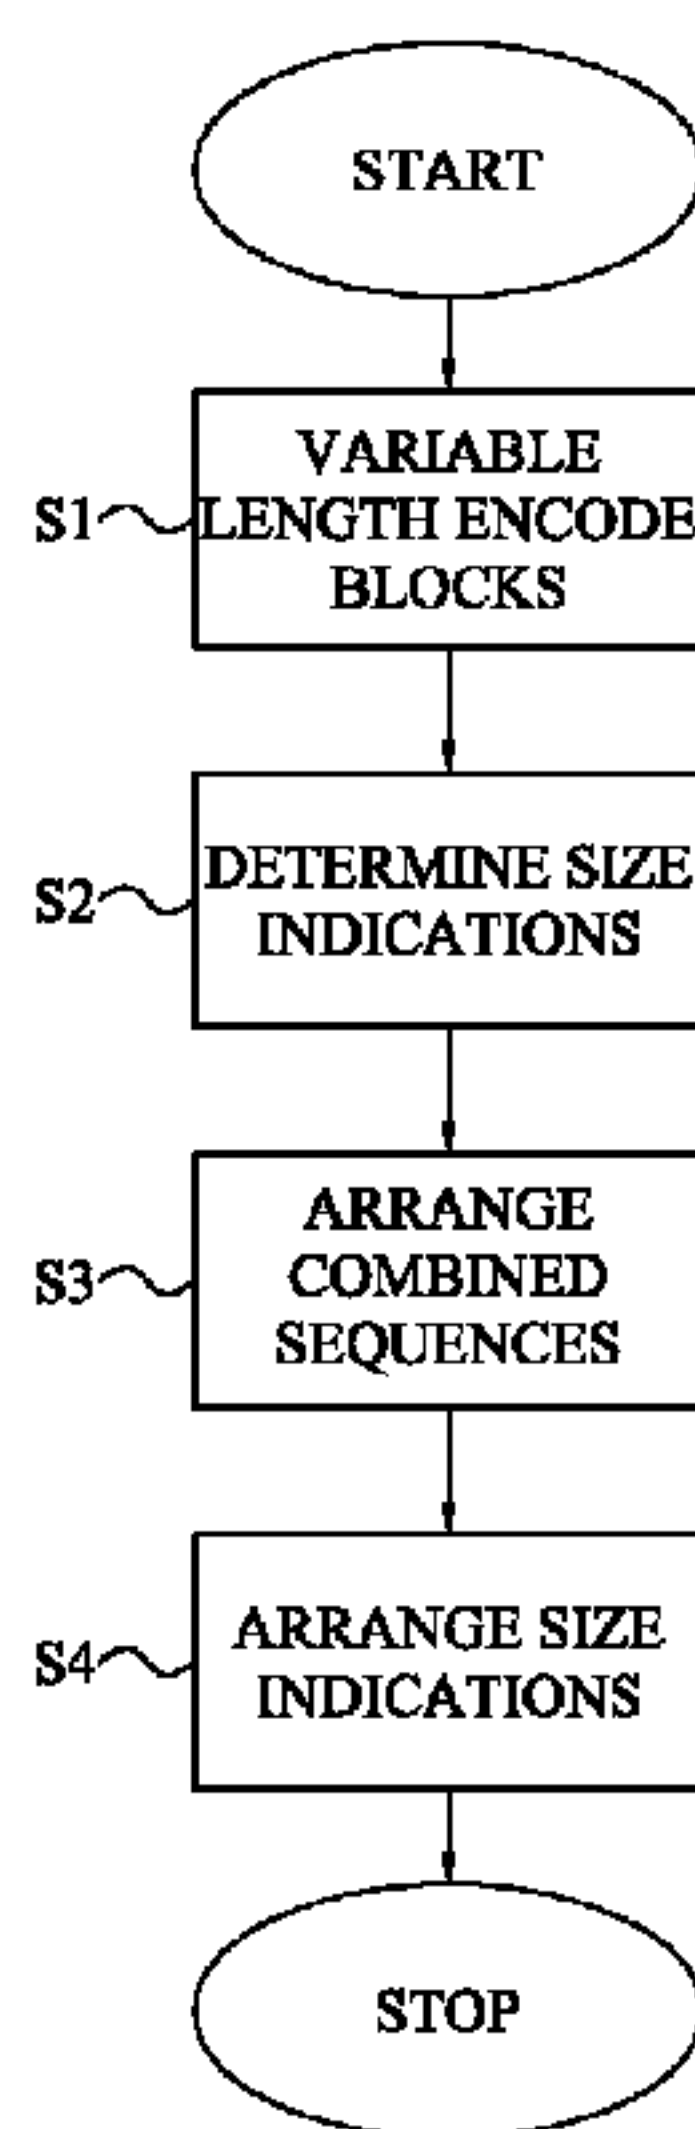 START
VARIABLE
S1 LENGTH ENCODE
BLOCKS
DETERMINE SIZE
S2 INDICATIONS
ARRANGE
S3 COMBINED
SEQUENCES
ARRANGE SIZE
S4 INDICATIONS
STOP